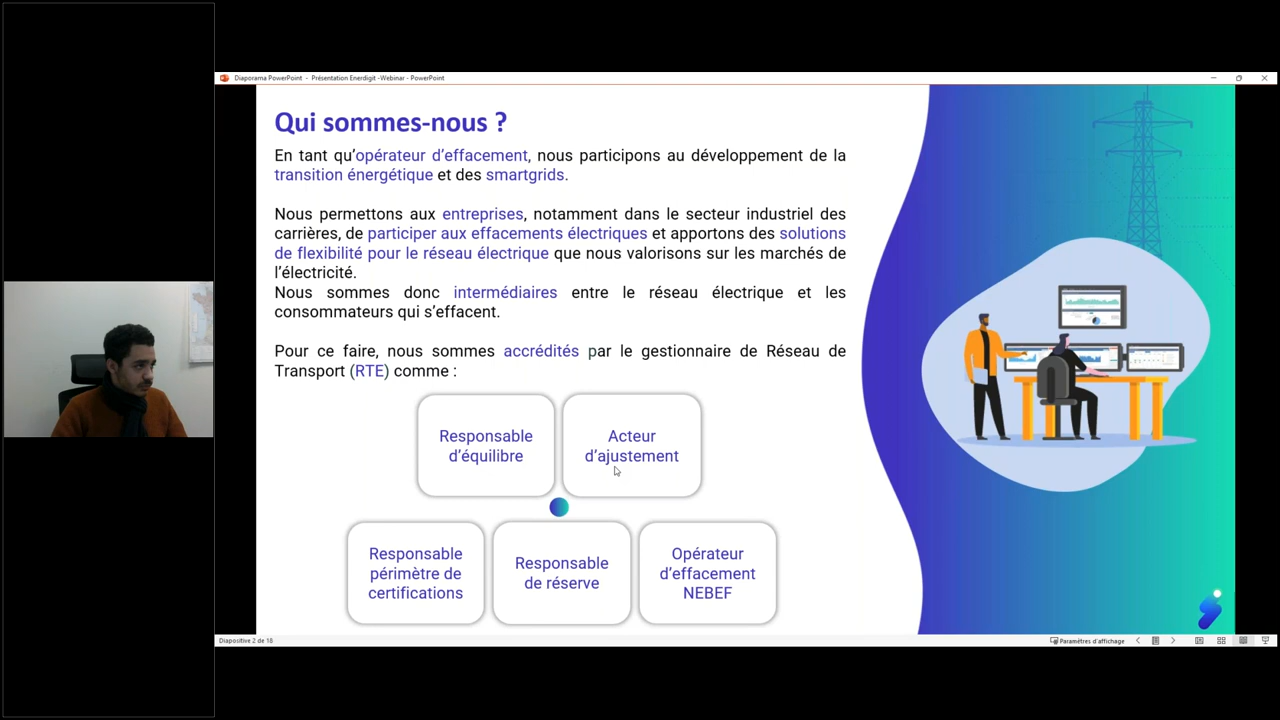 Diaporama PowerPoint - Présentation Enerdigit -Webinar - PowerPoint
Qui sommes-nous ?
En tant qu'opérateur d'effacement, nous participons au développement de la
transition énergétique et des smartgrids.
Nous permettons aux entreprises, notamment dans le secteur industriel des
carrières, de participer aux effacements électriques et apportons des solutions
de flexibilité pour le réseau électrique que nous valorisons sur les marchés de
l'électricité.
Nous sommes donc intermédiaires entre le réseau électrique et les
consommateurs qui s'effacent.
Pour ce faire, nous sommes accrédités par le gestionnaire de Réseau de
Transport (RTE) comme :
Responsable
d'équilibre
Acteur
d'ajustement
Responsable
périmètre de
certifications
Responsable
de réserve
Opérateur
d'effacement
NEBEF
Diapositive 2 de 18
Paramètres d'affichage